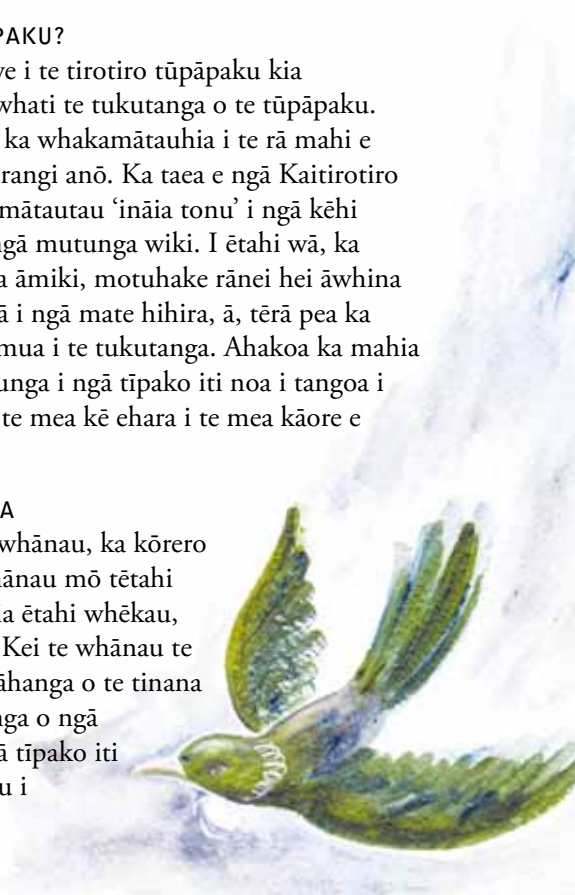 PAKU?
ve i te tirotiro tūpāpaku kia
whati te tukutanga o te tūpāpaku.
ka whakamātauhia i te rā mahi e
rangi anō. Ka taea e ngā Kaitirotiro
mātautau ‘ināia tonu’ i ngā kēhi
ngā mutunga wiki. I ētahi wā, ka
a āmiki, motuhake rānei hei āwhina
ā i ngā mate hihira, ā, tērā pea ka
mua i te tukutanga. Ahakoa ka mahia
unga i ngā tīpako iti noa i tangoa i
te mea kē ehara i te mea kāore e
A
whānau, ka kōrero
ānau mō tētahi
ia ētahi whēkau,
Kei te whānau te
āhanga o te tinana
nga o ngā
ā tīpako iti
u i